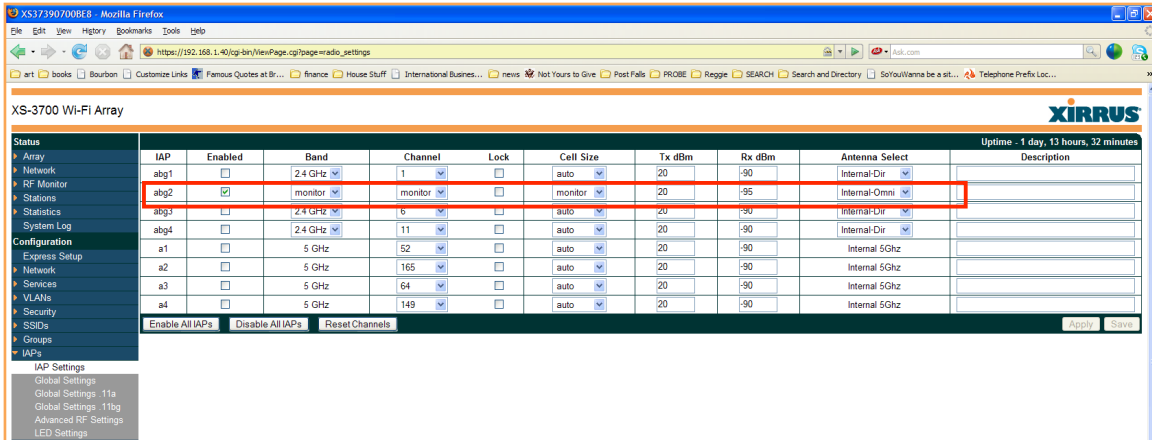 XS37390700BE8 - Mozilla Firefox
File Edit View History Bookmarks Tools Help
https://192.168.1.40/cgi-bin/ViewPage.cgi?page=radio_settings
Ask.com
art books Bourbon Customize Links Famous Quotes at Br... finance House Stuff International Busines... news Not Yours to Give Post Falls PROBE Reggie SEARCH Search and Directory SoYouWanna be a sit... Telephone Prefix Loc... »
XS-3700 Wi-Fi Array
XIRRUS
Status
Uptime - 1 day, 13 hours, 32 minutes
Array
Network
RF Monitor
Stations
Statistics
System Log
Configuration
Express Setup
Network
Services
VLANs
Security
SSIDs
Groups
IAPs
IAP Settings
Global Settings
Global Settings .11a
Global Settings .11bg
Advanced RF Settings
LED Settings
IAP Enabled Band Channel Lock Cell Size Tx dBm Rx dBm Antenna Select Description
abg1 2.4 GHz 1 auto 20 -90 Internal-Dir
abg2 monitor monitor monitor 20 -95 Internal-Omni
abg3 2.4 GHz 6 auto 20 -90 Internal-Dir
abg4 2.4 GHz 11 auto 20 -90 Internal-Dir
a1 5 GHz 52 auto 20 -90 Internal 5Ghz
a2 5 GHz 165 auto 20 -90 Internal 5Ghz
a3 5 GHz 64 auto 20 -90 Internal 5Ghz
a4 5 GHz 149 auto 20 -90 Internal 5Ghz
Enable All IAPs Disable All IAPs Reset Channels Apply Save